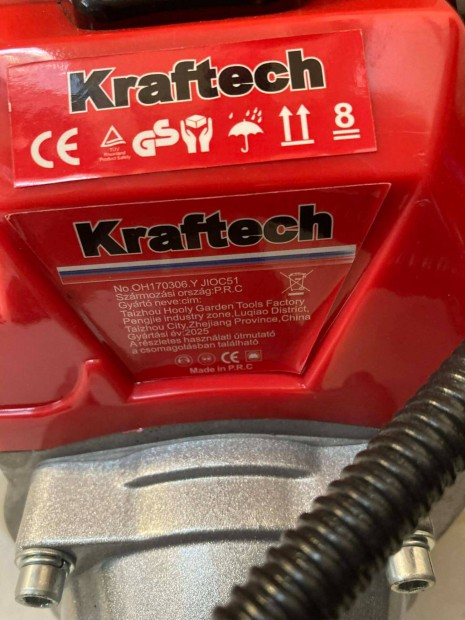 Kraftech
CE GS 8
Kraftech
No.OH170306.Y JIOC51
Származási ország:P.R.C
Gyártó neve:cím:
Taizhou Hooly Garden Tools Factory
Pengjie industry zone,Luqiao District,
Taizhou City,Zhejiang Province,China
Gyártási év:2025
A részletes használati útmutató
a csomagolásban található
CE
Made in P.R.C